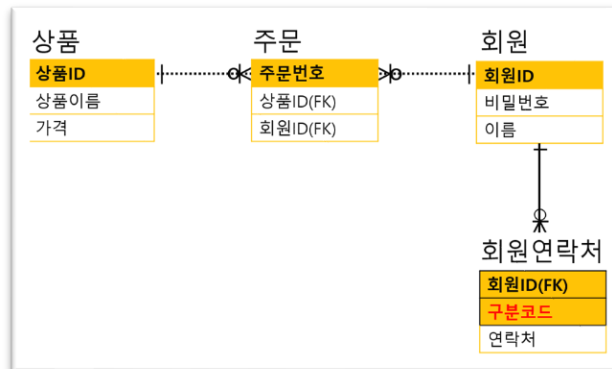 상품
상품ID
상품이름
가격
주문
주문번호
상품ID(FK)
회원ID(FK)
회원
회원ID
비밀번호
이름
회원연락처
회원ID(FK)
구분코드
연락처